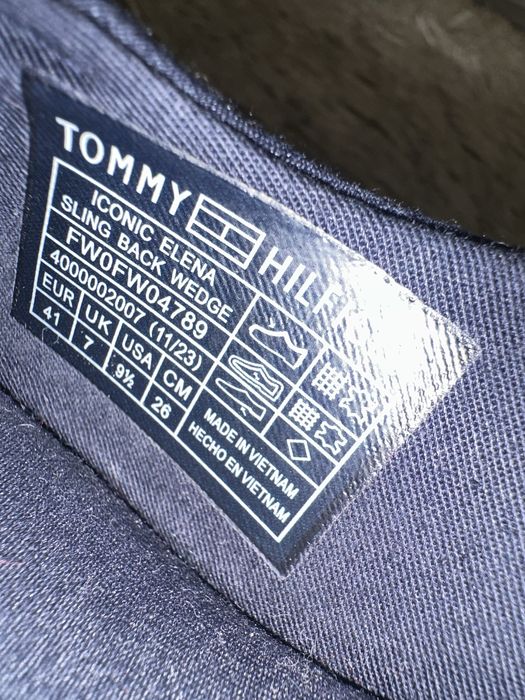 TOMMY HILF
ICONIC ELENA
SLING BACK WEDGE
FW0FW04789
4000002007 (11/23)
EUR UK USA CM
41 7 9½ 26
MADE IN VIETNAM
HECHO EN VIETNAM